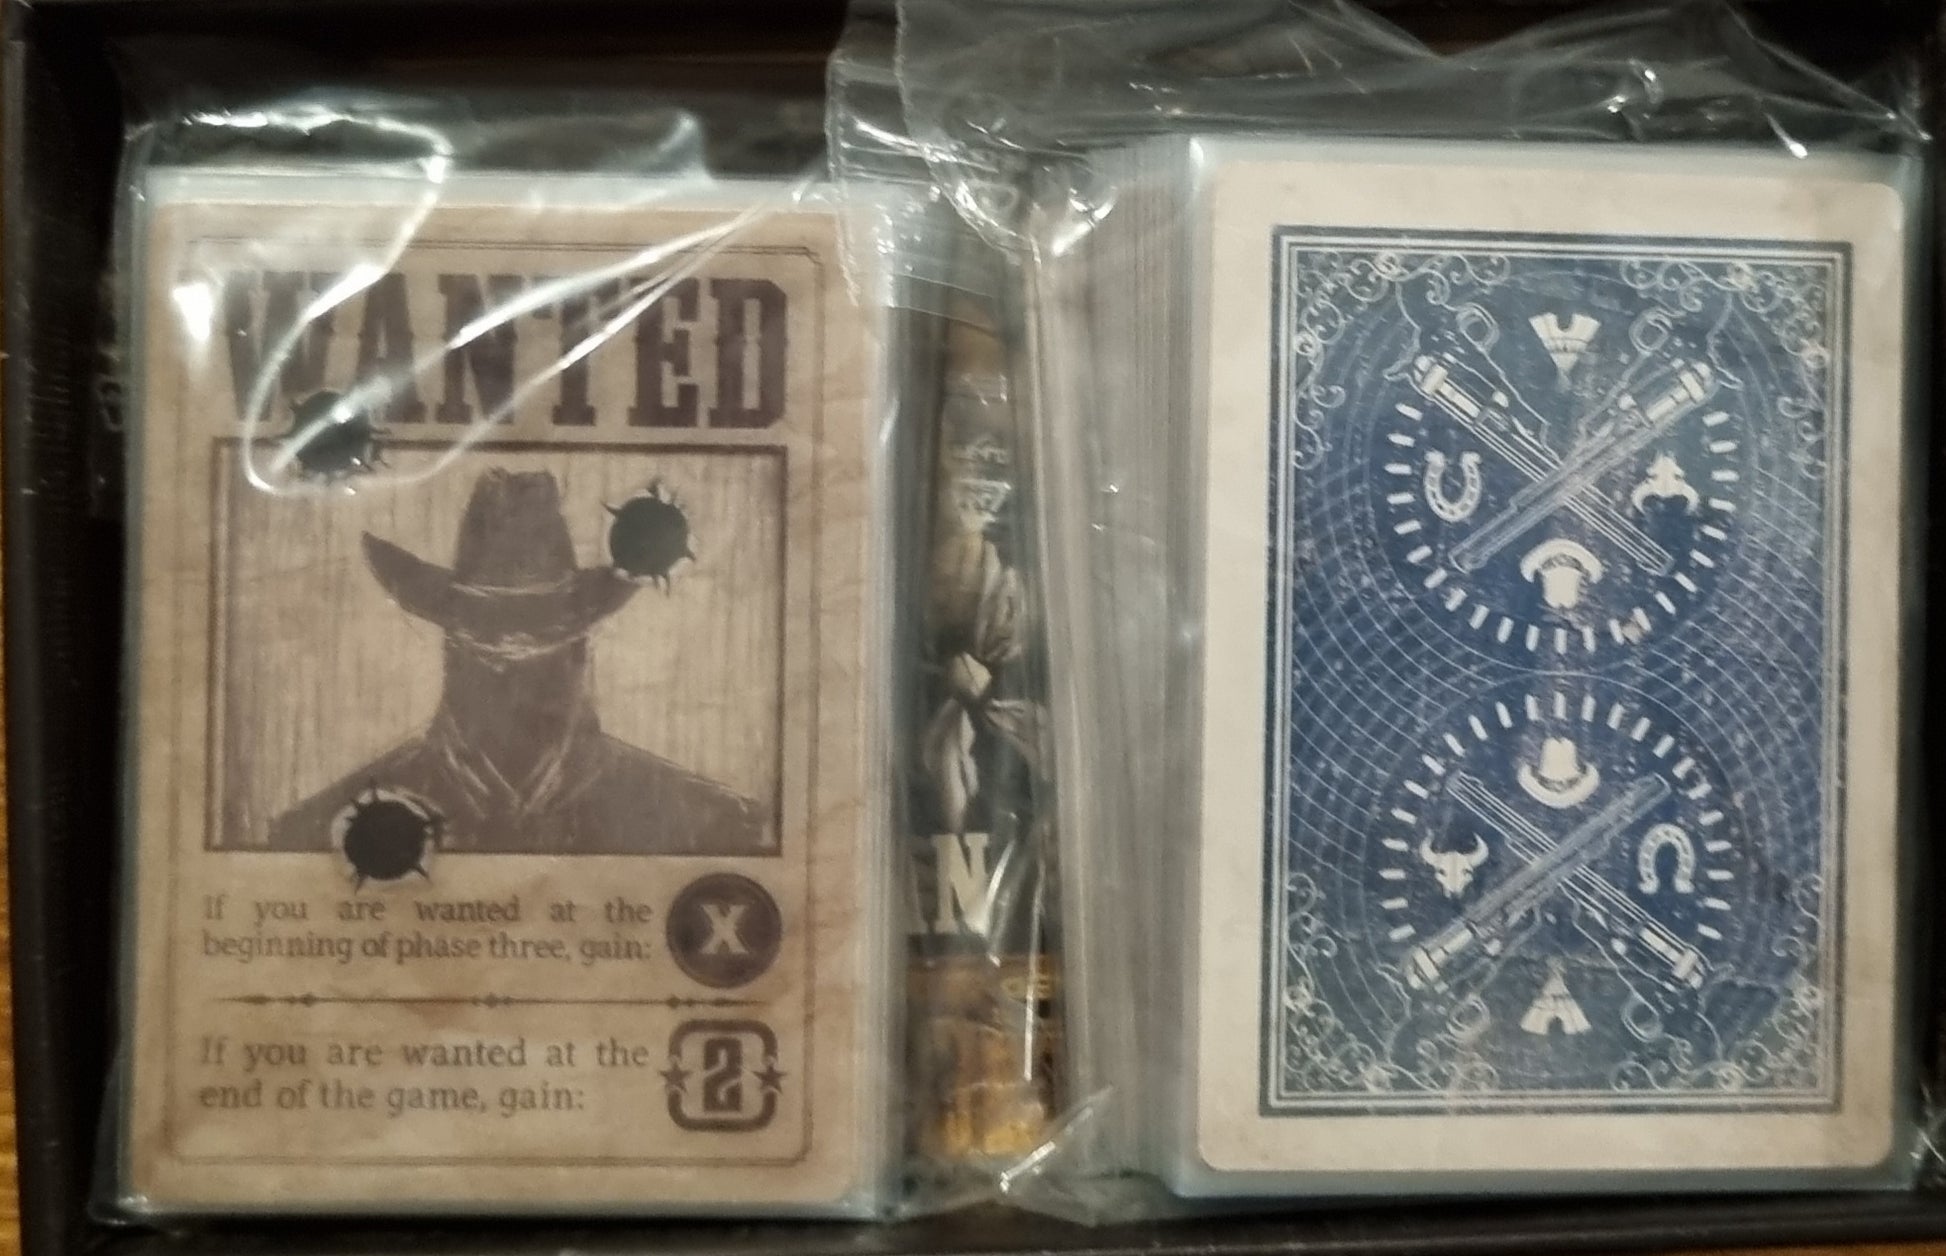 WANTED
If you are wanted at the
beginning of phase three, gain:
X
If you are wanted at the
end of the game, gain:
2